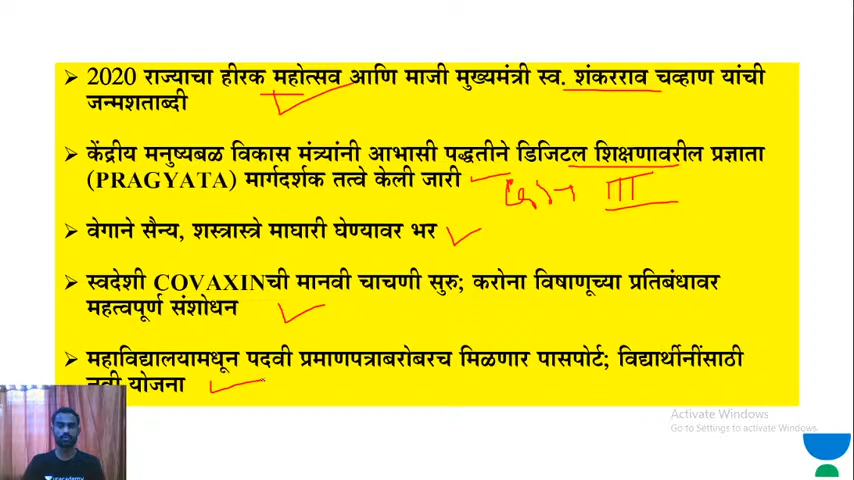 ➢ 2020 राज्याचा हीरक महोत्सव आणि माजी मुख्यमंत्री स्व. शंकरराव चव्हाण यांची
जन्मशताब्दी
➢ केंद्रीय मनुष्यबळ विकास मंत्र्यांनी आभासी पद्धतीने डिजिटल शिक्षणावरील प्रज्ञाता
(PRAGYATA) मार्गदर्शक तत्वे केली जारी
III
➢ वेगाने सैन्य, शस्त्रास्त्रे माघारी घेण्यावर भर
➢ स्वदेशी COVAXINची मानवी चाचणी सुरु; करोना विषाणूच्या प्रतिबंधावर
महत्वपूर्ण संशोधन
➢ महाविद्यालयामधून पदवी प्रमाणपत्राबरोबरच मिळणार पासपोर्ट; विद्यार्थीनींसाठी
नवी योजना
Activate Windows
Go to Settings to activate Windows.